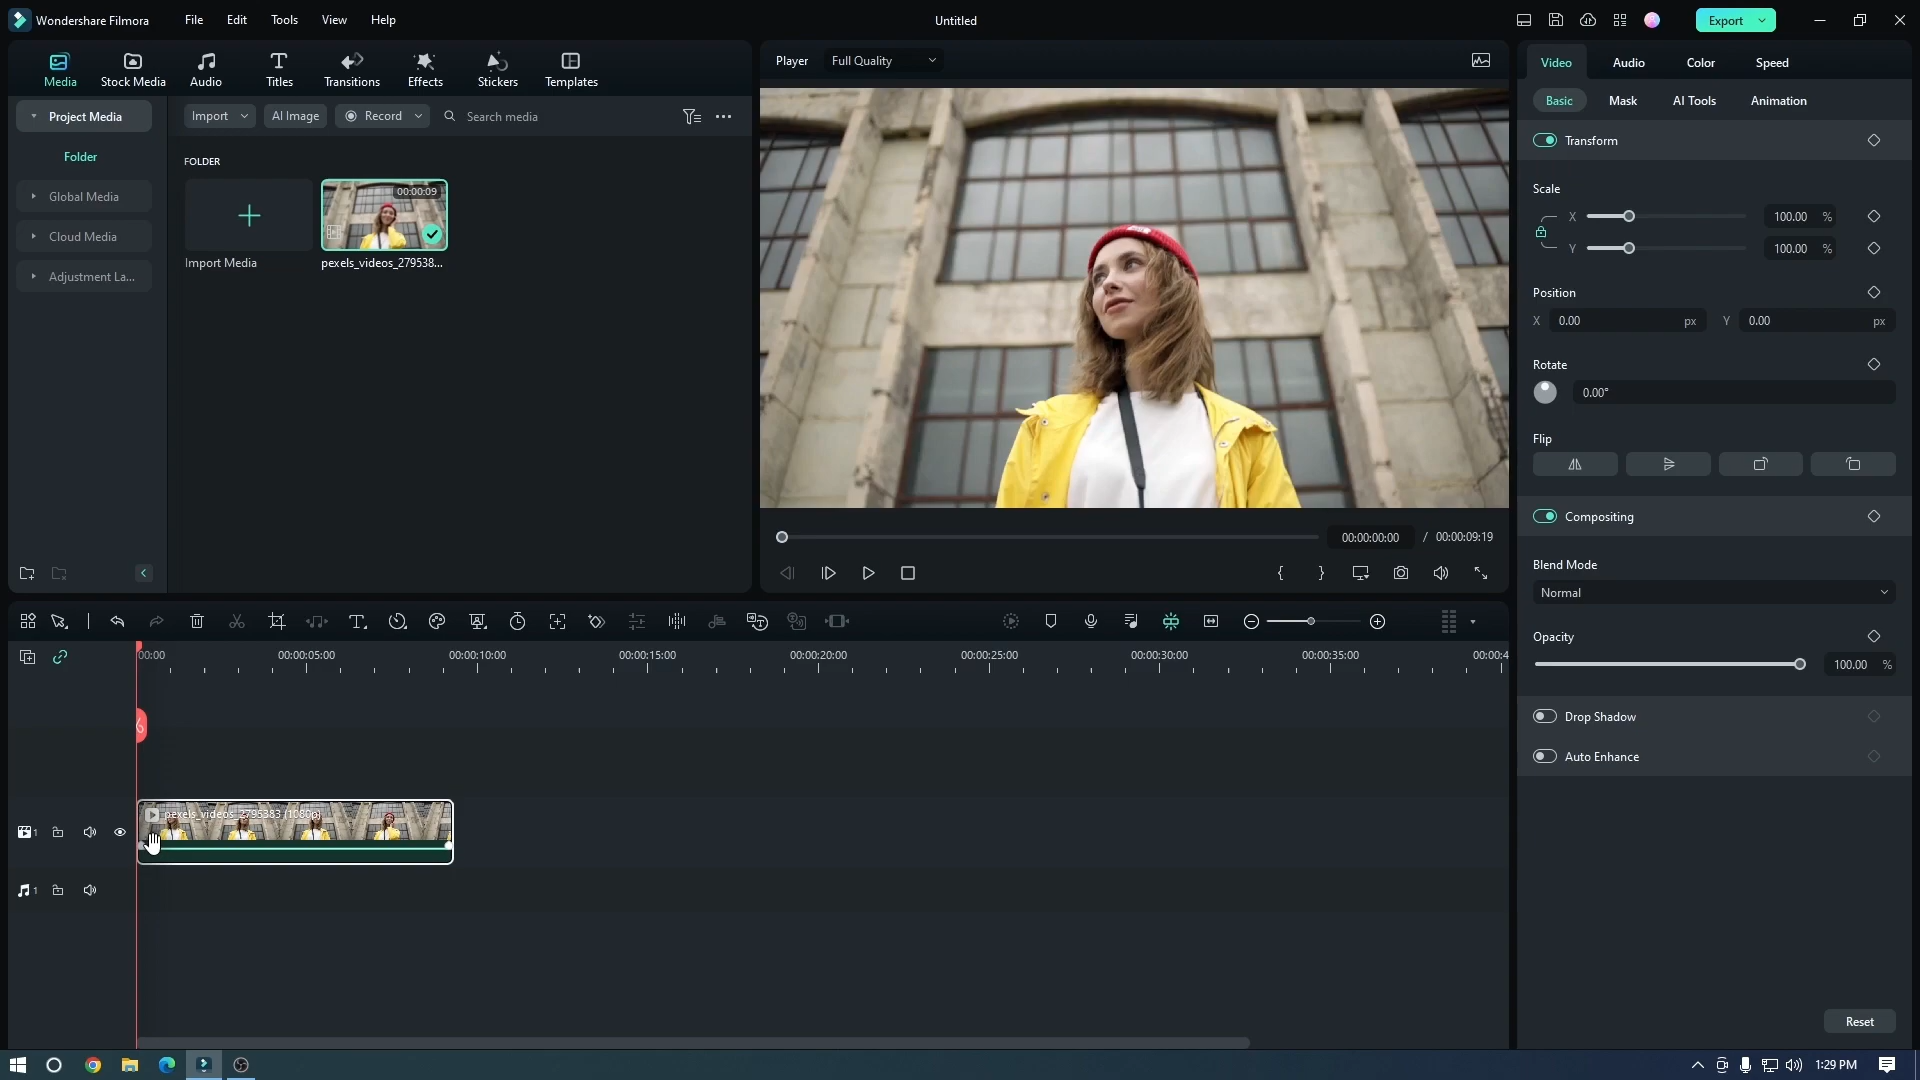 Wondershare Filmora File Edit Tools View Help Untitled Export
Media Stock Media Audio Titles Transitions Effects Stickers Templates
Player Full Quality
Video Audio Color Speed
Project Media
Import AI Image Record Search media
Basic Mask AI Tools Animation
Folder
FOLDER
Global Media
Cloud Media
Adjustment La...
00:00:09
Import Media pexels_videos_279538...
Transform
Scale
X 100.00 %
Y 100.00 %
Position
X 0.00 px Y 0.00 px
Rotate
0.00°
Flip
Compositing
Blend Mode
Normal
Opacity
100.00 %
Drop Shadow
Auto Enhance
Reset
00:00:00:00 / 00:00:09:19
00:00 00:00:05:00 00:00:10:00 00:00:15:00 00:00:20:00 00:00:25:00 00:00:30:00 00:00:35:00 00:00:4
pexels_videos_2795383 (1080p)
1
1
1:29 PM